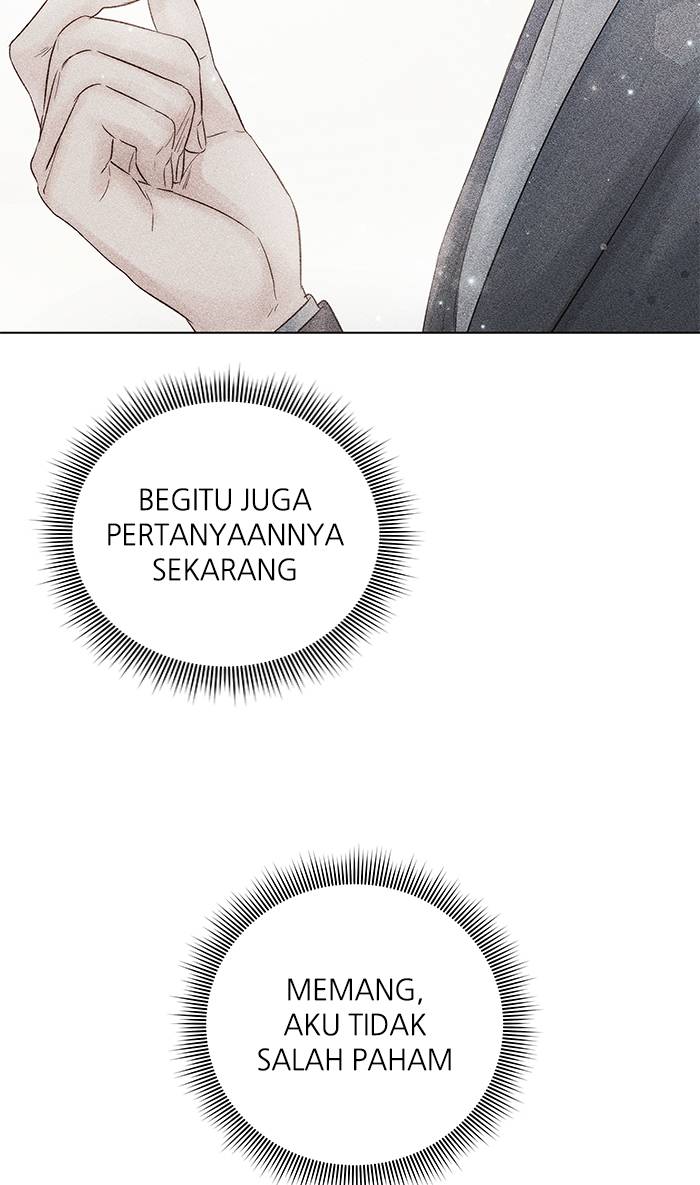 BEGITU JUGA
PERTANYAANNYA
SEKARANG
MEMANG,
AKU TIDAK
SALAH PAHAM